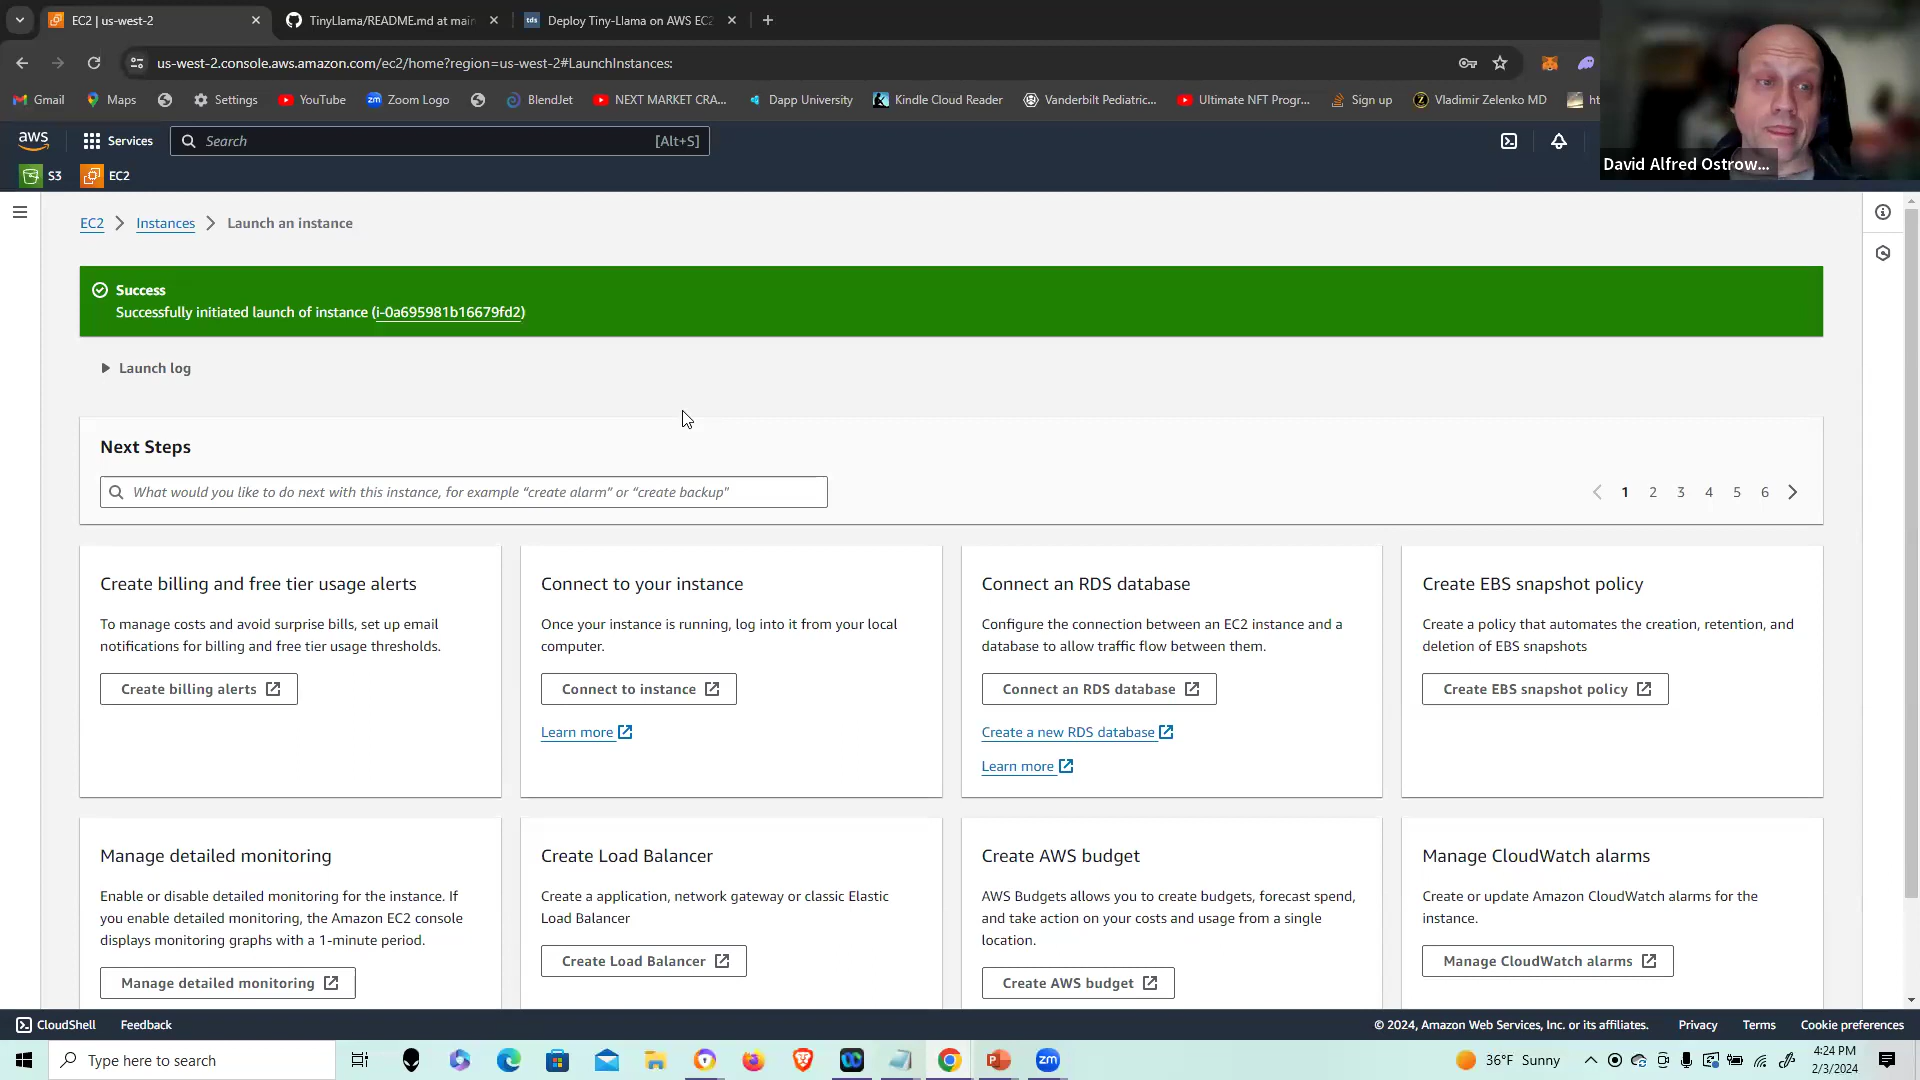 EC2 | us-west-2
TinyLlama/README.md at main
Deploy Tiny-Llama on AWS EC2
us-west-2.console.aws.amazon.com/ec2/home?region=us-west-2#LaunchInstances:
Gmail
Maps
Settings
YouTube
Zoom Logo
BlendJet
NEXT MARKET CRA...
Dapp University
Kindle Cloud Reader
Vanderbilt Pediatric...
Ultimate NFT Progr...
Sign up
Vladimir Zelenko MD
ht
David Alfred Ostrow...
aws
Services
Search
[Alt+S]
S3
EC2
EC2
Instances
Launch an instance
Success
Successfully initiated launch of instance (i-0a695981b16679fd2)
Launch log
Next Steps
What would you like to do next with this instance, for example “create alarm” or “create backup”
1 2 3 4 5 6
Create billing and free tier usage alerts
To manage costs and avoid surprise bills, set up email
notifications for billing and free tier usage thresholds.
Create billing alerts
Connect to your instance
Once your instance is running, log into it from your local
computer.
Connect to instance
Learn more
Connect an RDS database
Configure the connection between an EC2 instance and a
database to allow traffic flow between them.
Connect an RDS database
Create a new RDS database
Learn more
Create EBS snapshot policy
Create a policy that automates the creation, retention, and
deletion of EBS snapshots
Create EBS snapshot policy
Manage detailed monitoring
Enable or disable detailed monitoring for the instance. If
you enable detailed monitoring, the Amazon EC2 console
displays monitoring graphs with a 1-minute period.
Manage detailed monitoring
Create Load Balancer
Create a application, network gateway or classic Elastic
Load Balancer
Create Load Balancer
Create AWS budget
AWS Budgets allows you to create budgets, forecast spend,
and take action on your costs and usage from a single
location.
Create AWS budget
Manage CloudWatch alarms
Create or update Amazon CloudWatch alarms for the
instance.
Manage CloudWatch alarms
CloudShell
Feedback
© 2024, Amazon Web Services, Inc. or its affiliates.
Privacy
Terms
Cookie preferences
Type here to search
36°F Sunny
4:24 PM
2/3/2024